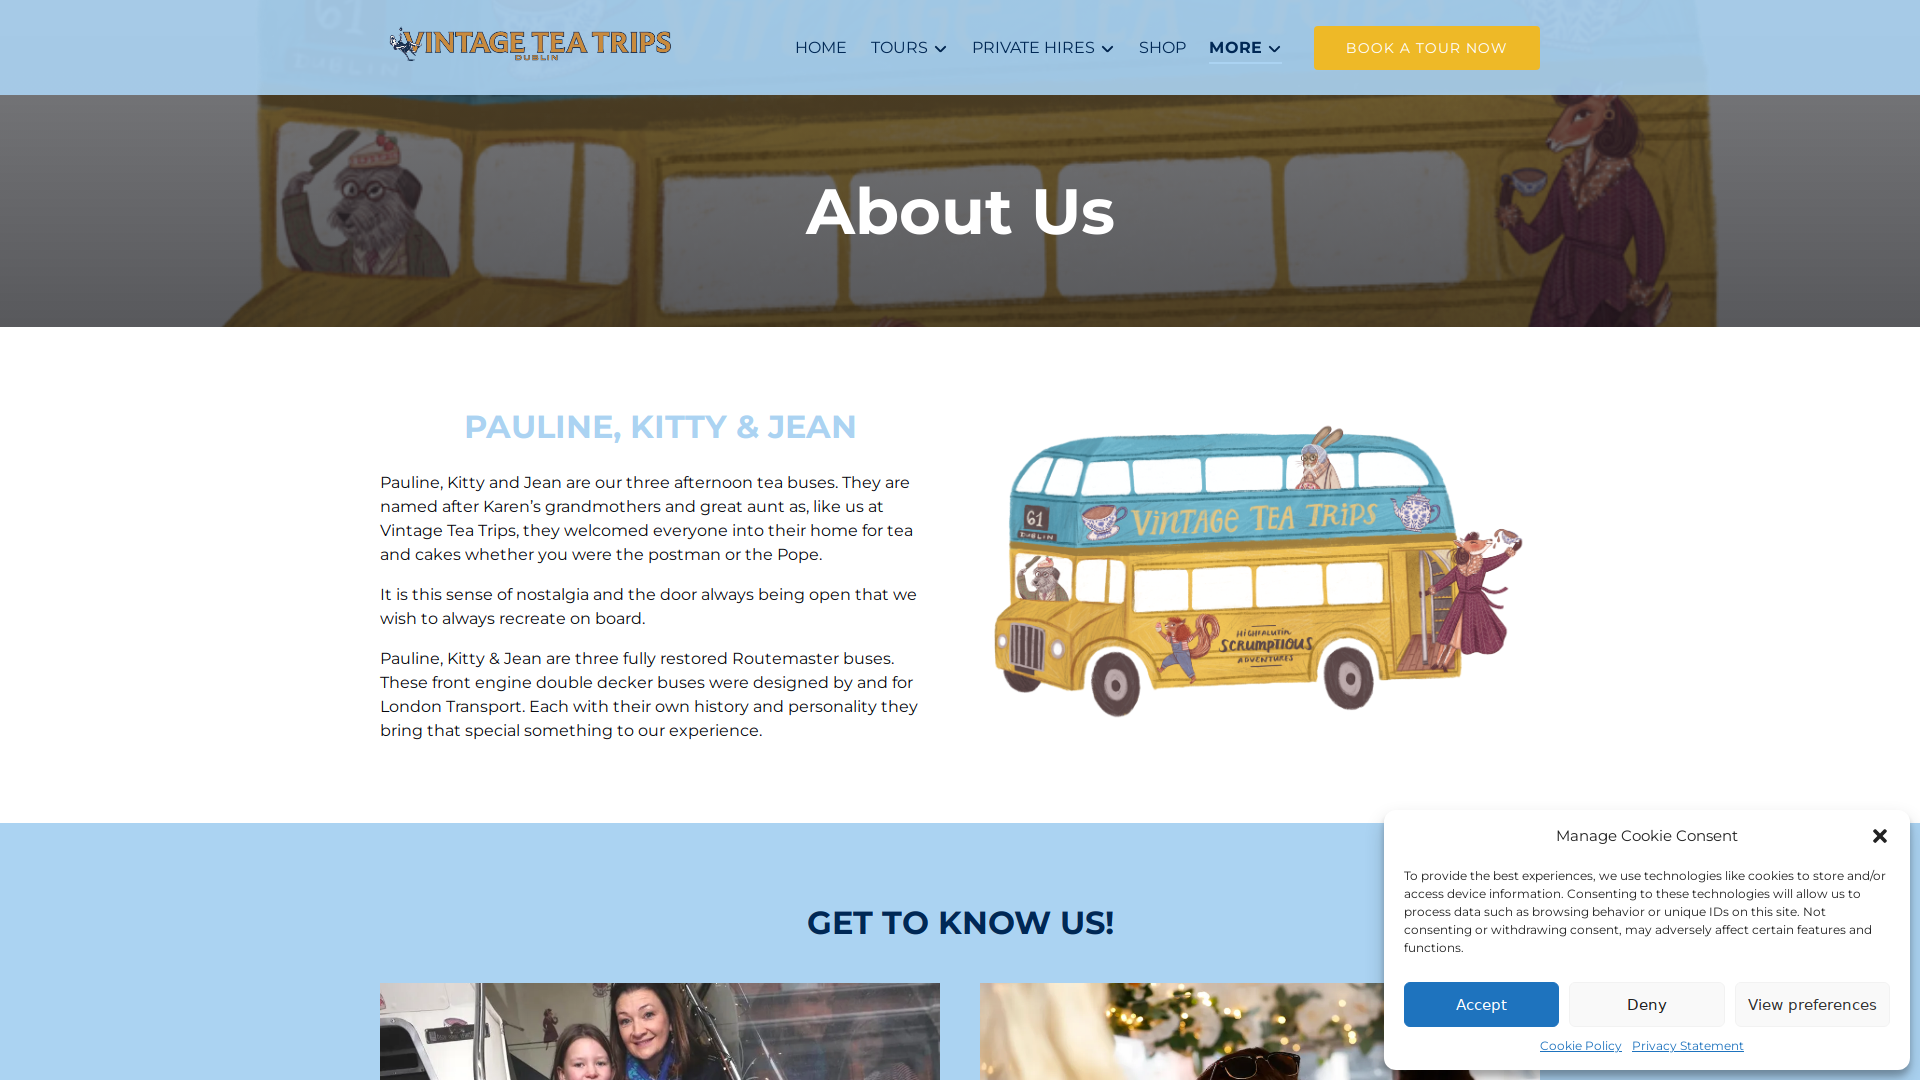 VINTAGE TEA TRIPS
DUBLIN
HOME
TOURS
PRIVATE HIRES
SHOP
MORE
BOOK A TOUR NOW
About Us
PAULINE, KITTY & JEAN
Pauline, Kitty and Jean are our three afternoon tea buses. They are
named after Karen’s grandmothers and great aunt as, like us at
Vintage Tea Trips, they welcomed everyone into their home for tea
and cakes whether you were the postman or the Pope.
It is this sense of nostalgia and the door always being open that we
wish to always recreate on board.
Pauline, Kitty & Jean are three fully restored Routemaster buses.
These front engine double decker buses were designed by and for
London Transport. Each with their own history and personality they
bring that special something to our experience.
61
DUBLIN
VINTAGE TEA TRIPS
HIGHFALUTIN
SCRUMPTIOUS
ADVENTURES
GET TO KNOW US!
Manage Cookie Consent
To provide the best experiences, we use technologies like cookies to store and/or
access device information. Consenting to these technologies will allow us to
process data such as browsing behavior or unique IDs on this site. Not
consenting or withdrawing consent, may adversely affect certain features and
functions.
Accept
Deny
View preferences
Cookie Policy
Privacy Statement